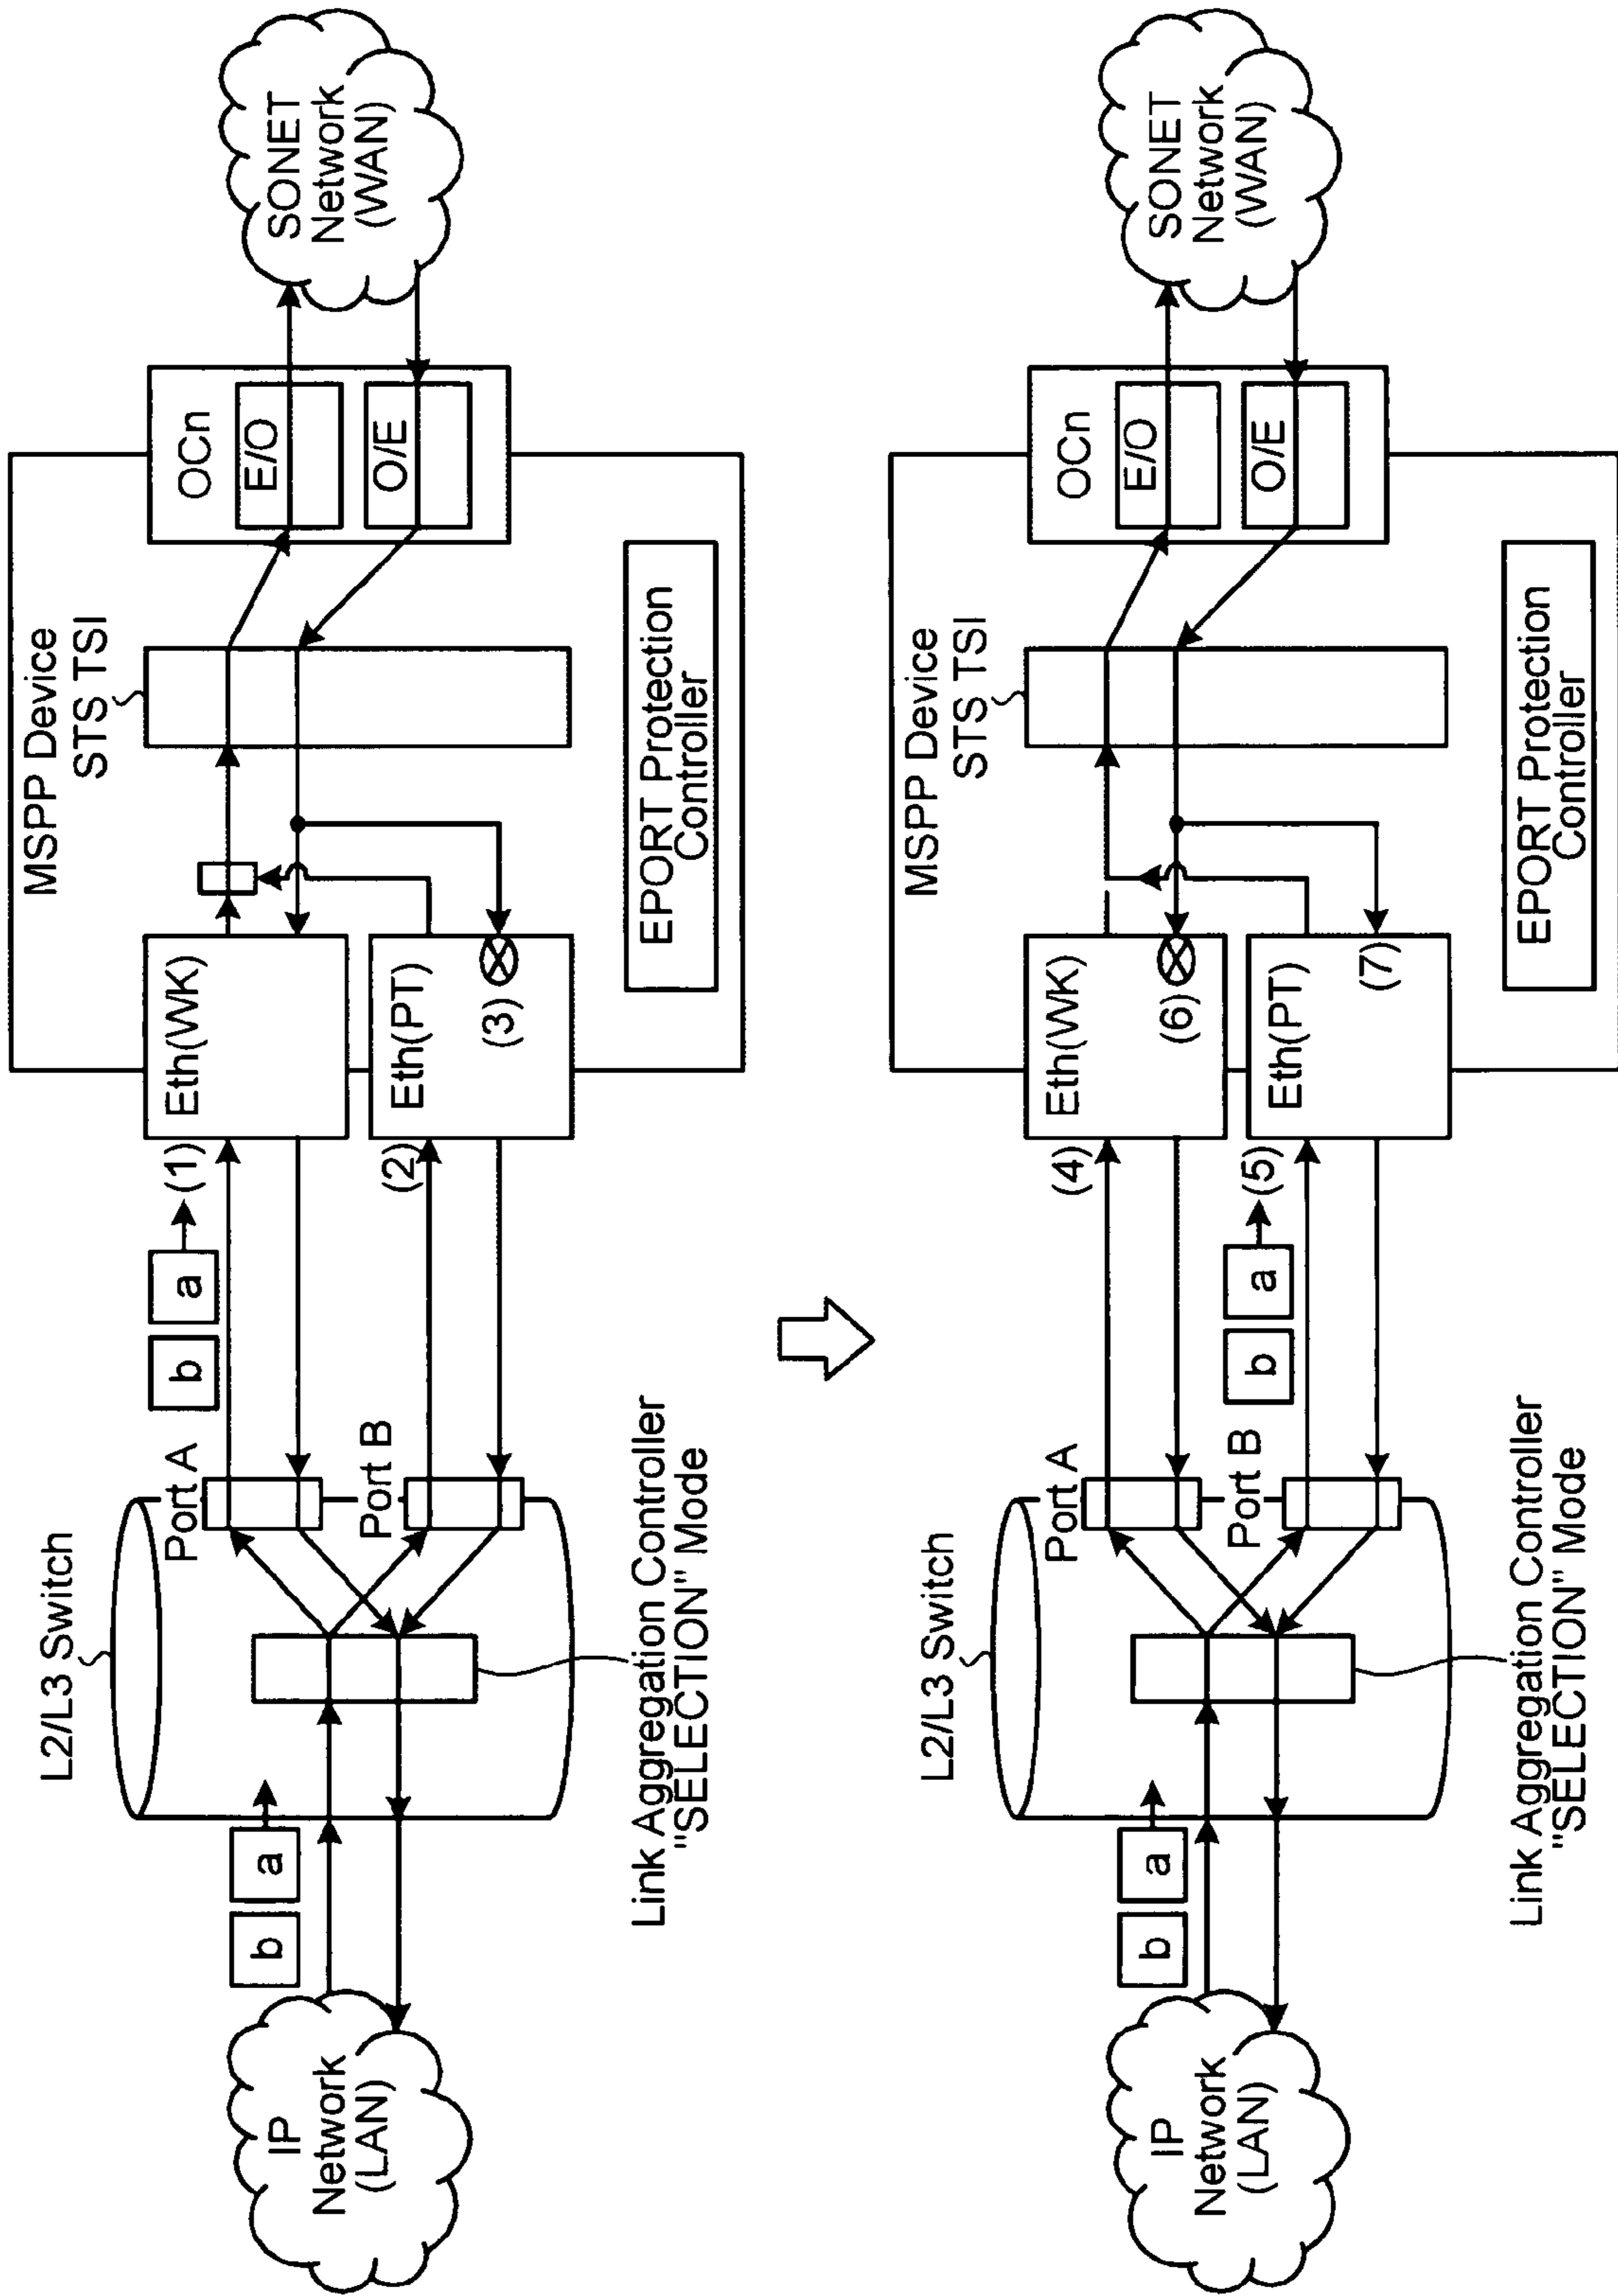 MSPP Device
STS TSI
L2/L3 Switch
Port A
b
a
(1)
Eth(WK)
OCn
E/O
SONET
Network
(WAN)
b
a
IP
Network
(LAN)
Port B
(2)
Eth(PT)
(3)
O/E
EPORT Protection
Controller
Link Aggregation Controller
"SELECTION" Mode
MSPP Device
STS TSI
L2/L3 Switch
Port A
(4)
Eth(WK)
(6)
OCn
E/O
SONET
Network
(WAN)
b
a
IP
Network
(LAN)
Port B
b
a
(5)
Eth(PT)
(7)
O/E
EPORT Protection
Controller
Link Aggregation Controller
"SELECTION" Mode